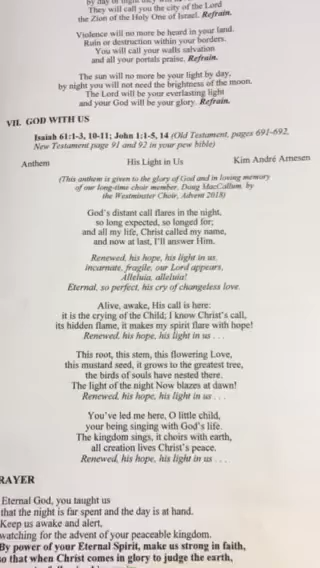 They will call you the city of the Lord
the Zion of the Holy One of Israel. Refrain.
Violence will no more be heard in your land.
Ruin or destruction within your borders.
You will call your walls salvation
and all your portals praise. Refrain.
The sun will no more be your light by day,
by night you will not need the brightness of the moon.
The Lord will be your everlasting light
and your God will be your glory. Refrain.
VII. GOD WITH US
Isaiah 61:1-3, 10-11; John 1:1-5, 14 (Old Testament, pages 691-692,
New Testament page 91 and 92 in your pew bible)
Anthem His Light in Us Kim André Arnesen
(This anthem is given to the glory of God and in loving memory
of our long-time choir member, Doug MacCallum, by
the Westminster Choir, Advent 2018)
God's distant call flares in the night,
so long expected, so longed for;
and all my life, Christ called my name,
and now at last, I'll answer Him.
Renewed, his hope, his light in us,
incarnate, fragile, our Lord appears,
Alleluia, alleluia!
Eternal, so perfect, his cry of changeless love.
Alive, awake, His call is here:
it is the crying of the Child; I know Christ's call,
its hidden flame, it makes my spirit flare with hope!
Renewed, his hope, his light in us . . .
This root, this stem, this flowering Love,
this mustard seed, it grows to the greatest tree,
the birds of souls have nested there.
The light of the night Now blazes at dawn!
Renewed, his hope, his light in us . . .
You've led me here, O little child,
your being singing with God's life.
The kingdom sings, it choirs with earth,
all creation lives Christ's peace.
Renewed, his hope, his light in us . . .
RAYER
Eternal God, you taught us
that the night is far spent and the day is at hand.
Keep us awake and alert,
watching for the advent of your peaceable kingdom.
By power of your Eternal Spirit, make us strong in faith,
so that when Christ comes in glory to judge the earth,